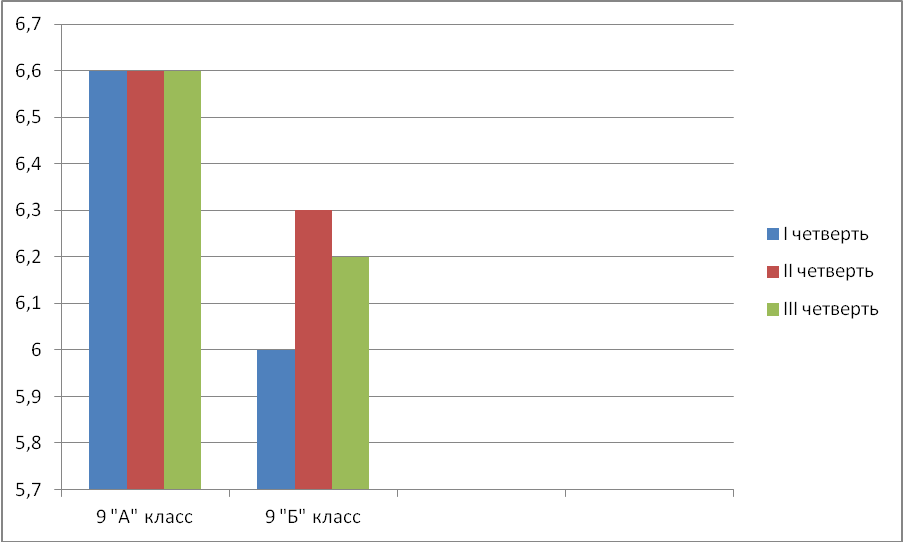 6,7
6,6
6,5
6,4
6,3
6,2
6,1
6
5,9
5,8
5,7
9 "А" класс
9 "Б" класс
I четверть
II четверть
III четверть